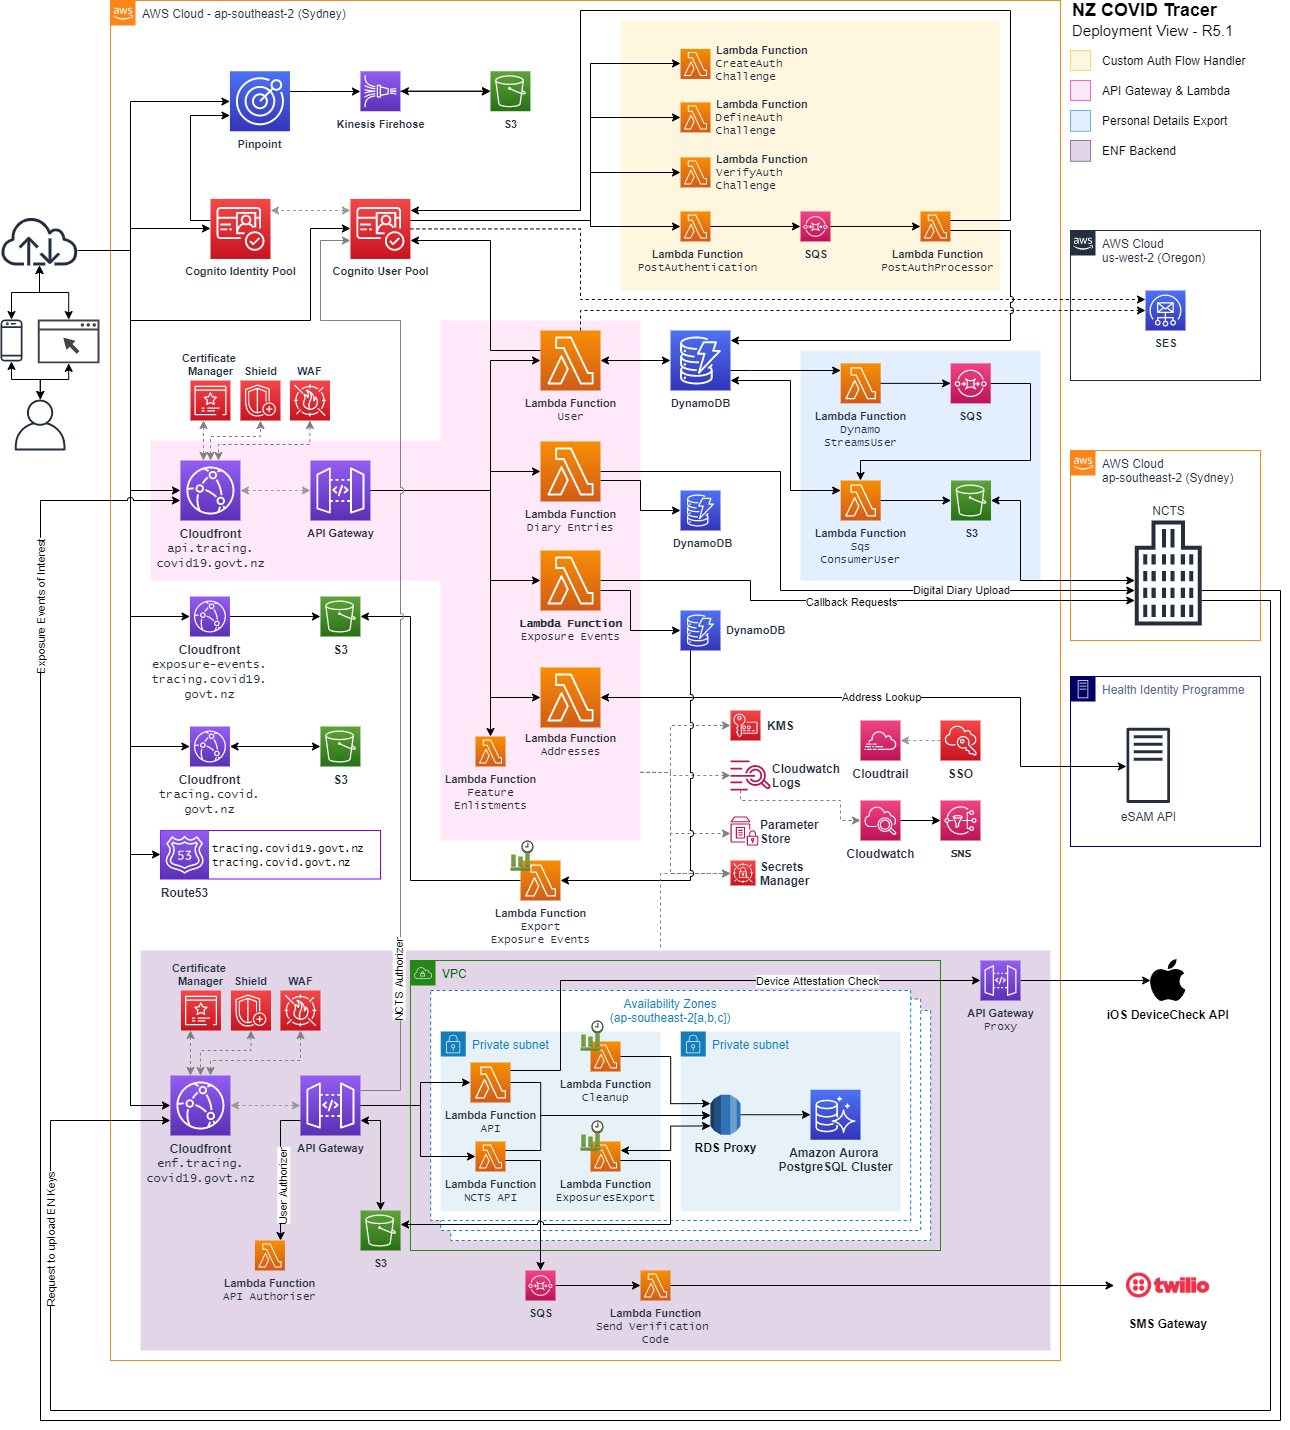 aws
AWS Cloud - ap-southeast-2 (Sydney)
NZ COVID Tracer
Deployment View - R5.1
Custom Auth Flow Handler
API Gateway & Lambda
Personal Details Export
ENF Backend
Pinpoint
Kinesis Firehose
S3
Lambda Function
CreateAuth
Challenge
Lambda Function
DefineAuth
Challenge
Lambda Function
VerifyAuth
Challenge
Lambda Function
PostAuthentication
SQS
Lambda Function
PostAuthProcessor
Cognito Identity Pool
Cognito User Pool
aws
AWS Cloud
us-west-2 (Oregon)
SES
Certificate
Manager
Shield
WAF
Lambda Function
User
DynamoDB
Lambda Function
Dynamo
StreamsUser
SQS
Lambda Function
Sqs
ConsumerUser
S3
aws
AWS Cloud
ap-southeast-2 (Sydney)
NCTS
Cloudfront
api.tracing.
covid19.govt.nz
API Gateway
Lambda Function
Diary Entries
DynamoDB
Exposure Events of Interest
Digital Diary Upload
Callback Requests
Lambda Function
Exposure Events
DynamoDB
Cloudfront
exposure-events.
tracing.covid19.
govt.nz
S3
Lambda Function
Addresses
Address Lookup
Health Identity Programme
eSAM API
Cloudfront
tracing.covid.
govt.nz
S3
Lambda Function
Feature
Enlistments
KMS
Cloudwatch
Logs
Parameter
Store
Secrets
Manager
Cloudtrail
SSO
Cloudwatch
SNS
53
tracing.covid19.govt.nz
tracing.covid.govt.nz
Route53
Lambda Function
Export
Exposure Events
NCTS Authorizer
Certificate
Manager
Shield
WAF
VPC
Device Attestation Check
API Gateway
Proxy
iOS DeviceCheck API
Availability Zones
(ap-southeast-2[a,b,c])
Private subnet
Private subnet
Lambda Function
API
Lambda Function
Cleanup
Lambda Function
NCTS API
Lambda Function
ExposuresExport
RDS Proxy
Amazon Aurora
PostgreSQL Cluster
Cloudfront
enf.tracing.
covid19.govt.nz
API Gateway
User Authorizer
Request to upload EN Keys
Lambda Function
API Authoriser
S3
SQS
Lambda Function
Send Verification
Code
twilio
SMS Gateway